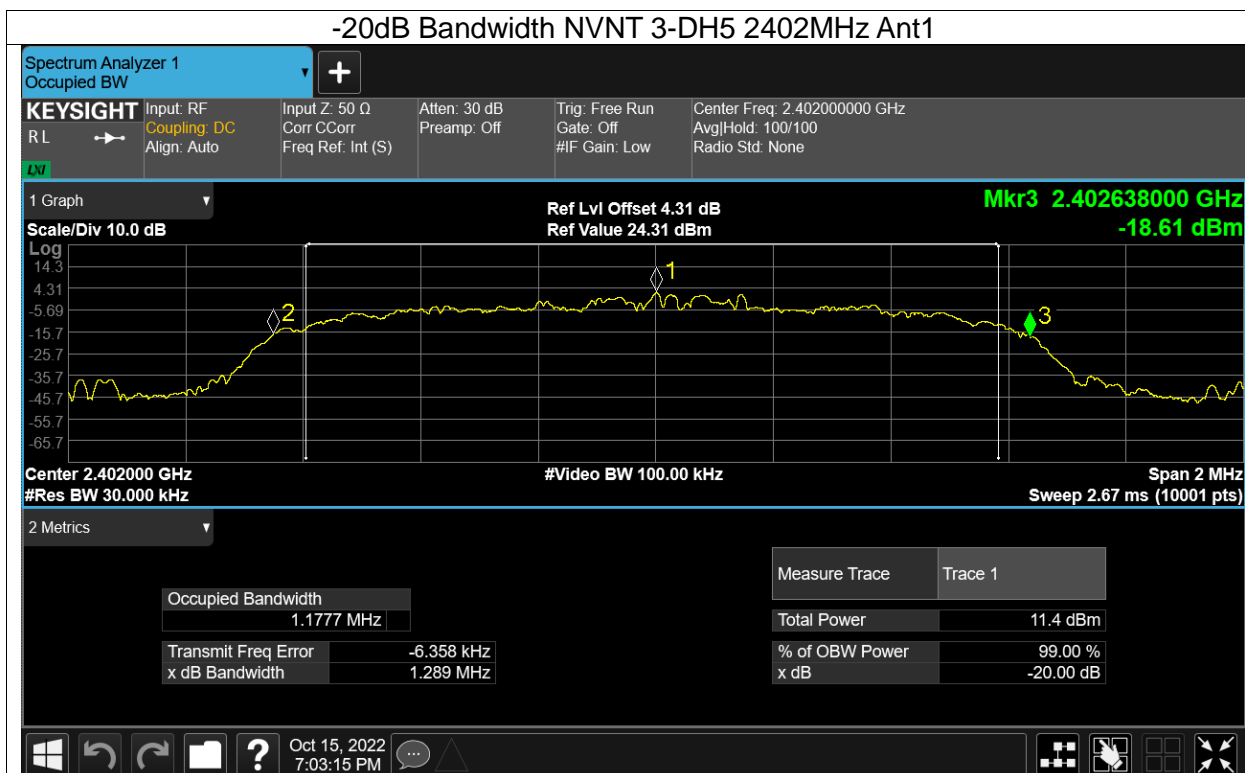 -20dB Bandwidth NVNT 3-DH5 2402MHz Ant1
Spectrum Analyzer 1
Occupied BW
+
KEYSIGHT Input: RF Input Z: 50 Ω Atten: 30 dB Trig: Free Run Center Freq: 2.402000000 GHz
R L Coupling: DC Corr CCorr Preamp: Off Gate: Off Avg|Hold: 100/100
Align: Auto Freq Ref: Int (S) #IF Gain: Low Radio Std: None
LXI
1 Graph Ref Lvl Offset 4.31 dB Mkr3 2.402638000 GHz
Scale/Div 10.0 dB Ref Value 24.31 dBm -18.61 dBm
Log
14.3
1
4.31
-5.69
2
3
-15.7
-25.7
-35.7
-45.7
-55.7
-65.7
Center 2.402000 GHz #Video BW 100.00 kHz Span 2 MHz
#Res BW 30.000 kHz Sweep 2.67 ms (10001 pts)
2 Metrics
Measure Trace Trace 1
Occupied Bandwidth
1.1777 MHz Total Power 11.4 dBm
Transmit Freq Error -6.358 kHz % of OBW Power 99.00 %
x dB Bandwidth 1.289 MHz x dB -20.00 dB
? Oct 15, 2022
7:03:15 PM